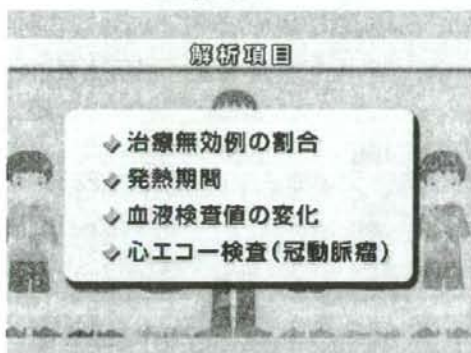 解析項目
治療無効例の割合
発熱期間
血液検査値の変化
心エコー検査(冠動脈瘤)